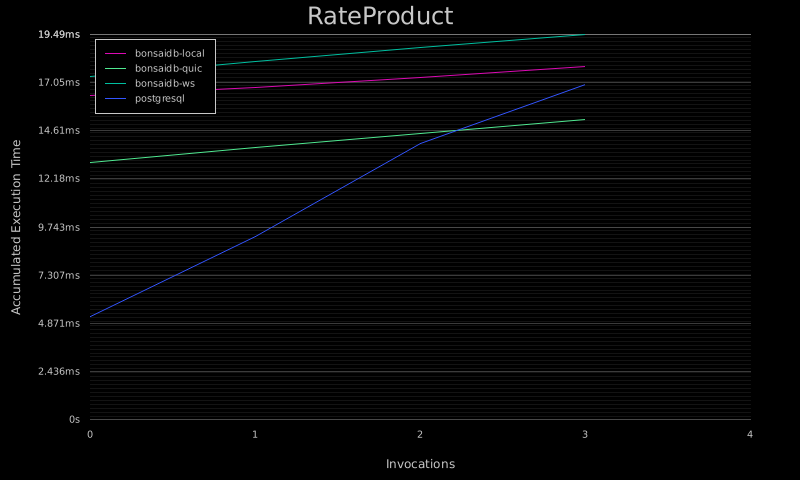 RateProduct
19.49ms
bonsaidb-local
bonsaidb-quic
bonsaidb-ws
postgresql
17.05ms
14.61ms
12.18ms
9.743ms
7.307ms
4.871ms
2.436ms
0s
Accumulated Execution Time
0 1 2 3 4
Invocations